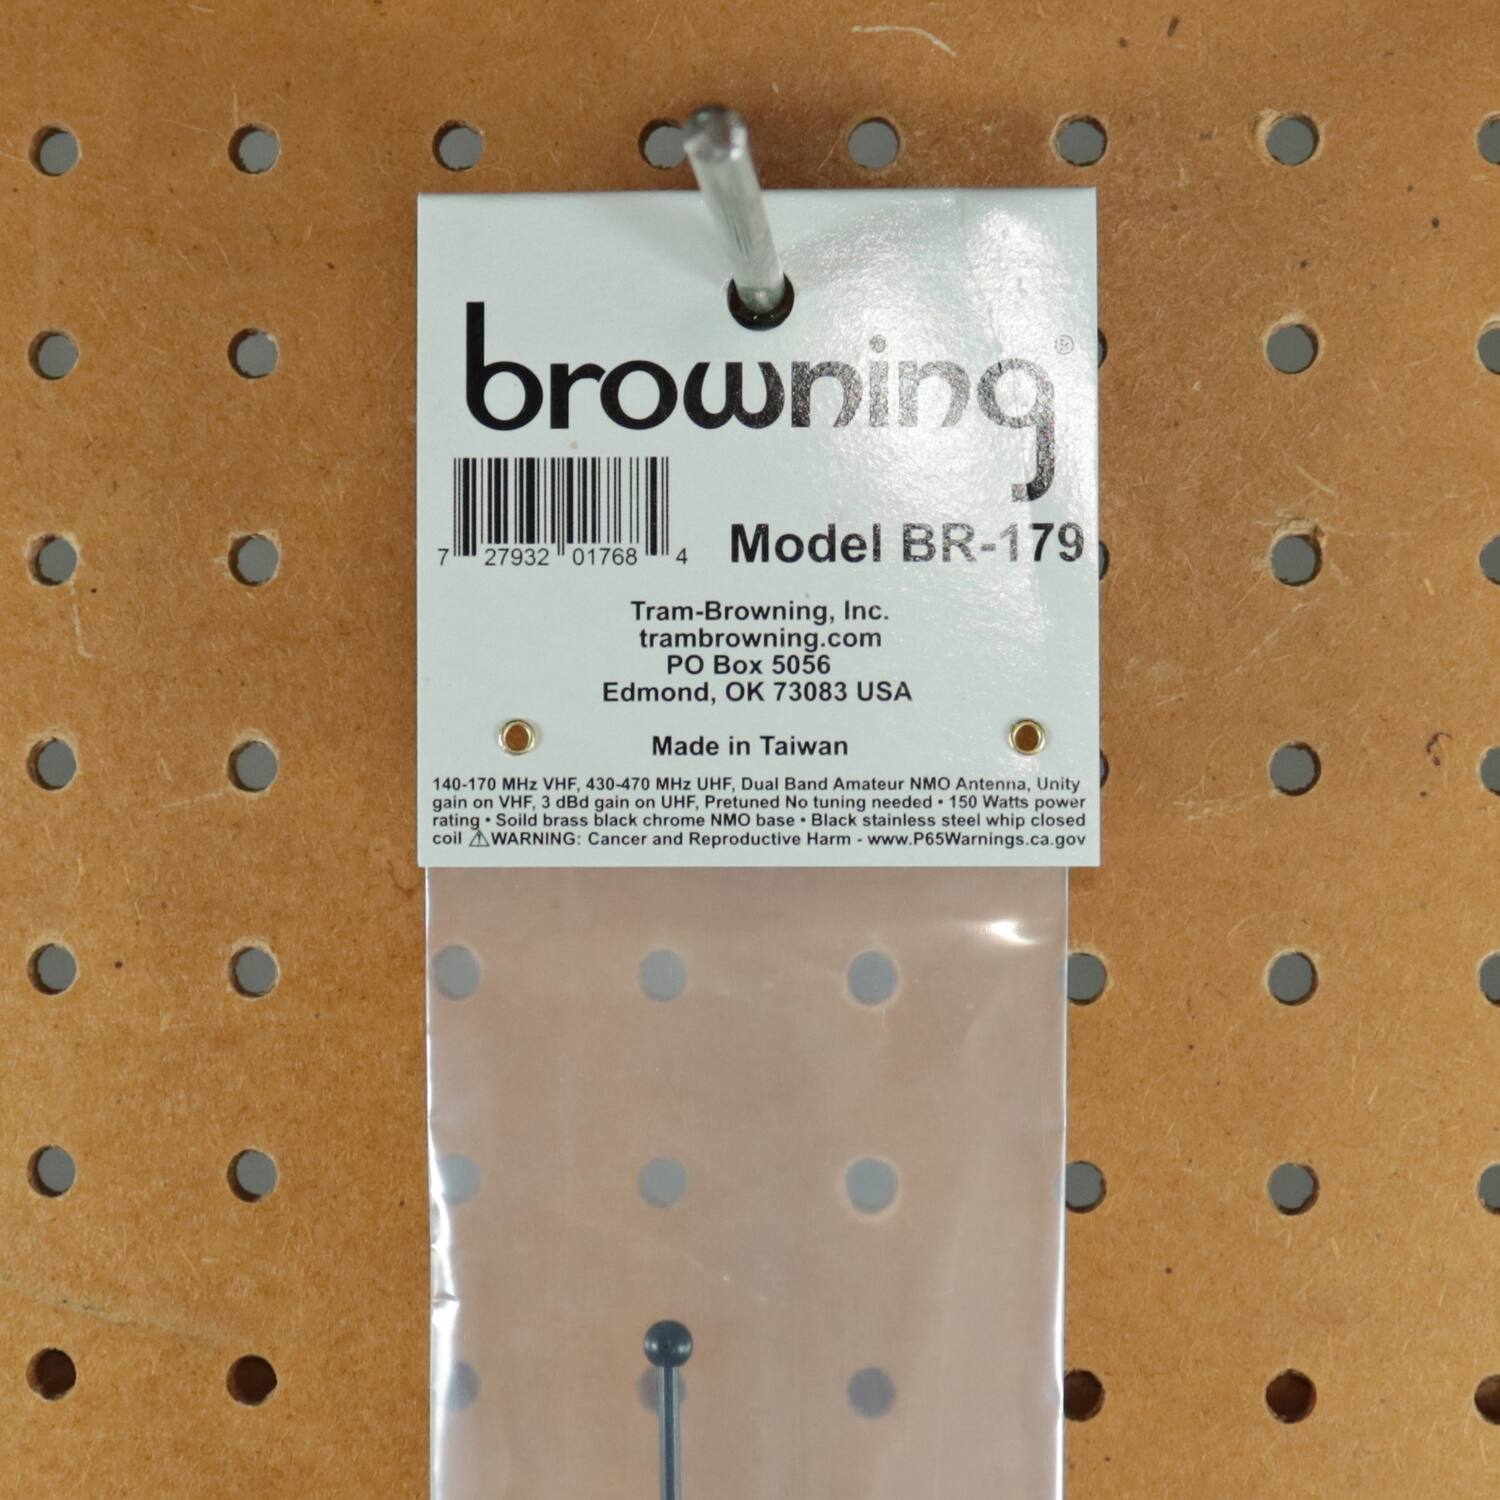 browning®
7 27932 01768 4
Model BR-179
Tram-Browning, Inc.
trambrowning.com
PO Box 5056
Edmond, OK 73083 USA
Made in Taiwan
140-170 MHz VHF, 430-470 MHz UHF, Dual Band Amateur NMO Antenna, Unity
gain on VHF, 3 dBd gain on UHF, Pretuned No tuning needed • 150 Watts power
rating • Soild brass black chrome NMO base • Black stainless steel whip closed
coil ⚠WARNING: Cancer and Reproductive Harm - www.P65Warnings.ca.gov